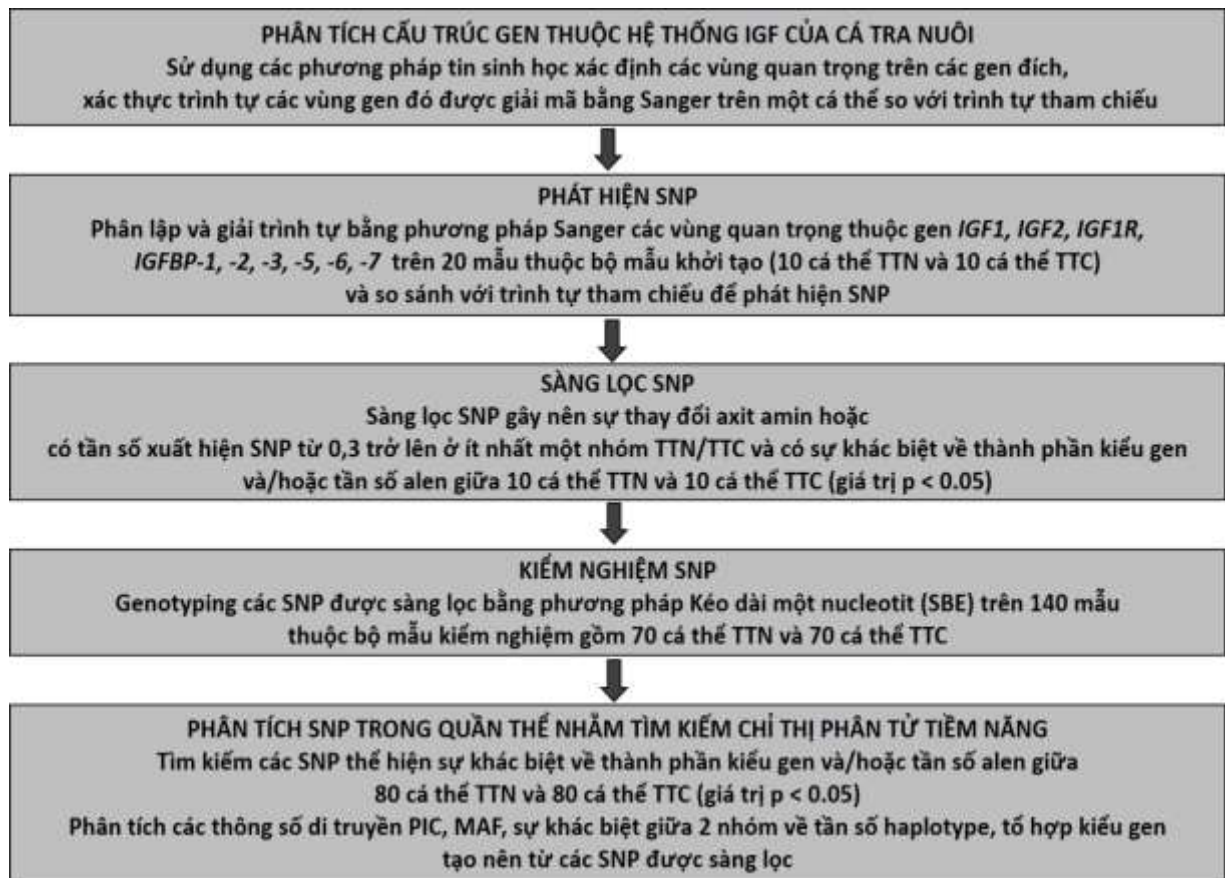 PHÂN TÍCH CẤU TRÚC GEN THUỘC HỆ THỐNG IGF CỦA CÁ TRA NUÔI
Sử dụng các phương pháp tin sinh học xác định các vùng quan trọng trên các gen đích,
xác thực trình tự các vùng gen đó được giải mã bằng Sanger trên một cá thể so với trình tự tham chiếu
PHÁT HIỆN SNP
Phân lập và giải trình tự bằng phương pháp Sanger các vùng quan trọng thuộc gen IGF1, IGF2, IGF1R,
IGFBP-1, -2, -3, -5, -6, -7 trên 20 mẫu thuộc bộ mẫu khởi tạo (10 cá thể TTN và 10 cá thể TTC)
và so sánh với trình tự tham chiếu để phát hiện SNP
SÀNG LỌC SNP
Sàng lọc SNP gây nên sự thay đổi axit amin hoặc
có tần số xuất hiện SNP từ 0,3 trở lên ở ít nhất một nhóm TTN/TTC và có sự khác biệt về thành phần kiểu gen
và/hoặc tần số alen giữa 10 cá thể TTN và 10 cá thể TTC (giá trị p < 0.05)
KIỂM NGHIỆM SNP
Genotyping các SNP được sàng lọc bằng phương pháp Kéo dài một nucleotit (SBE) trên 140 mẫu
thuộc bộ mẫu kiểm nghiệm gồm 70 cá thể TTN và 70 cá thể TTC
PHÂN TÍCH SNP TRONG QUẦN THỂ NHẰM TÌM KIẾM CHỈ THỊ PHÂN TỬ TIỀM NĂNG
Tìm kiếm các SNP thể hiện sự khác biệt về thành phần kiểu gen và/hoặc tần số alen giữa
80 cá thể TTN và 80 cá thể TTC (giá trị p < 0.05)
Phân tích các thông số di truyền PIC, MAF, sự khác biệt giữa 2 nhóm về tần số haplotype, tổ hợp kiểu gen
tạo nên từ các SNP được sàng lọc